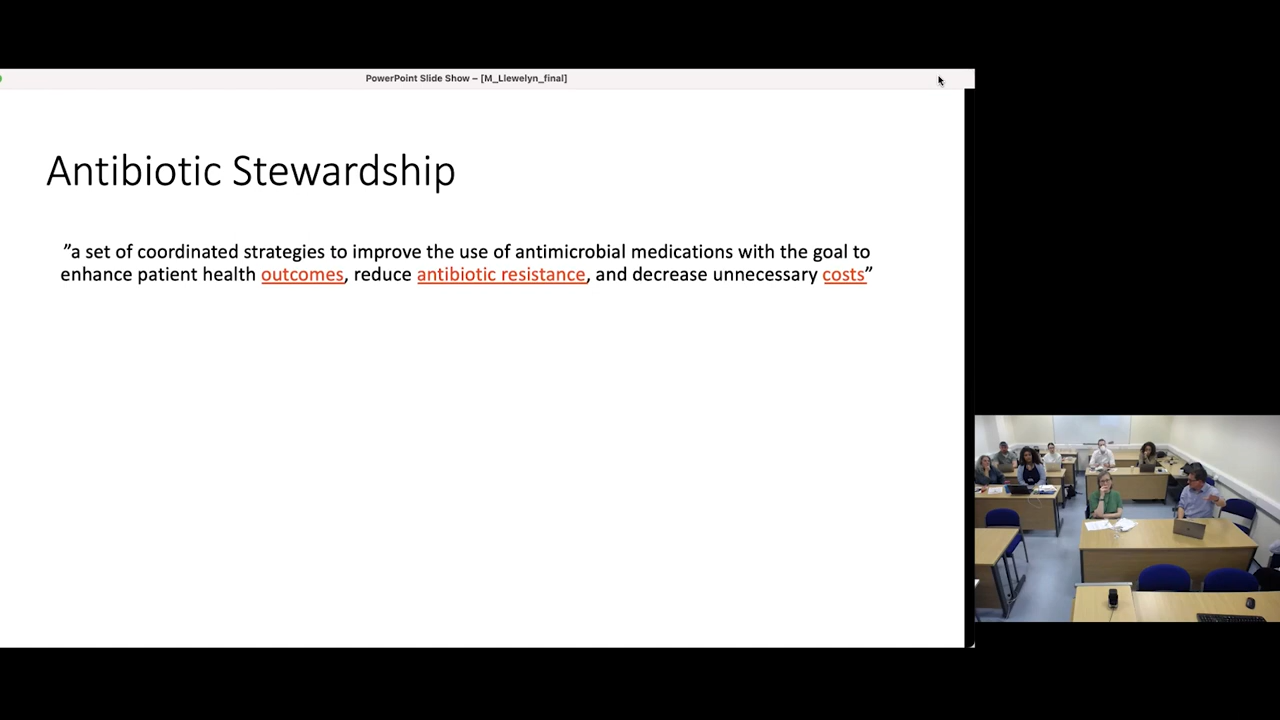 PowerPoint Slide Show – [M_Llewelyn_final]
Antibiotic Stewardship
”a set of coordinated strategies to improve the use of antimicrobial medications with the goal to
enhance patient health outcomes, reduce antibiotic resistance, and decrease unnecessary costs”